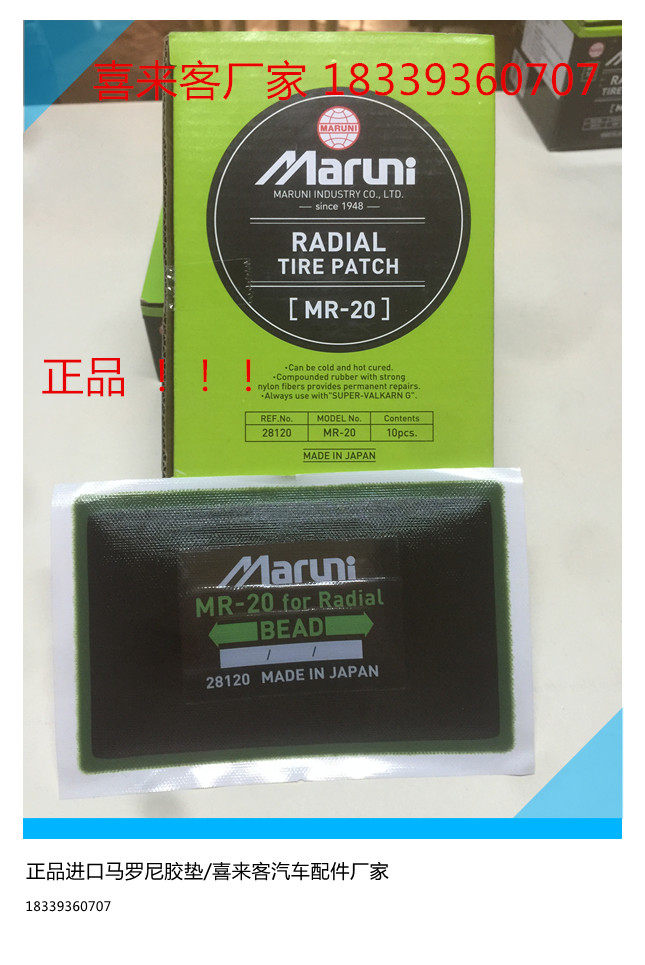 喜来客厂家 18339360707
MARUNI
Maruni
MARUNI INDUSTRY CO., LTD.
since 1948
RADIAL
TIRE PATCH
[ MR-20 ]
正品 ！！！
•Can be cold and hot cured.
•Compounded rubber with strong
nylon fibers provides permanent repairs.
•Always use with"SUPER-VALKARN G".
REF.No. MODEL No. Contents
28120 MR-20 10pcs.
MADE IN JAPAN
Maruni
MR-20 for Radial
BEAD
/ /
28120 MADE IN JAPAN
正品进口马罗尼胶垫/喜来客汽车配件厂家
18339360707